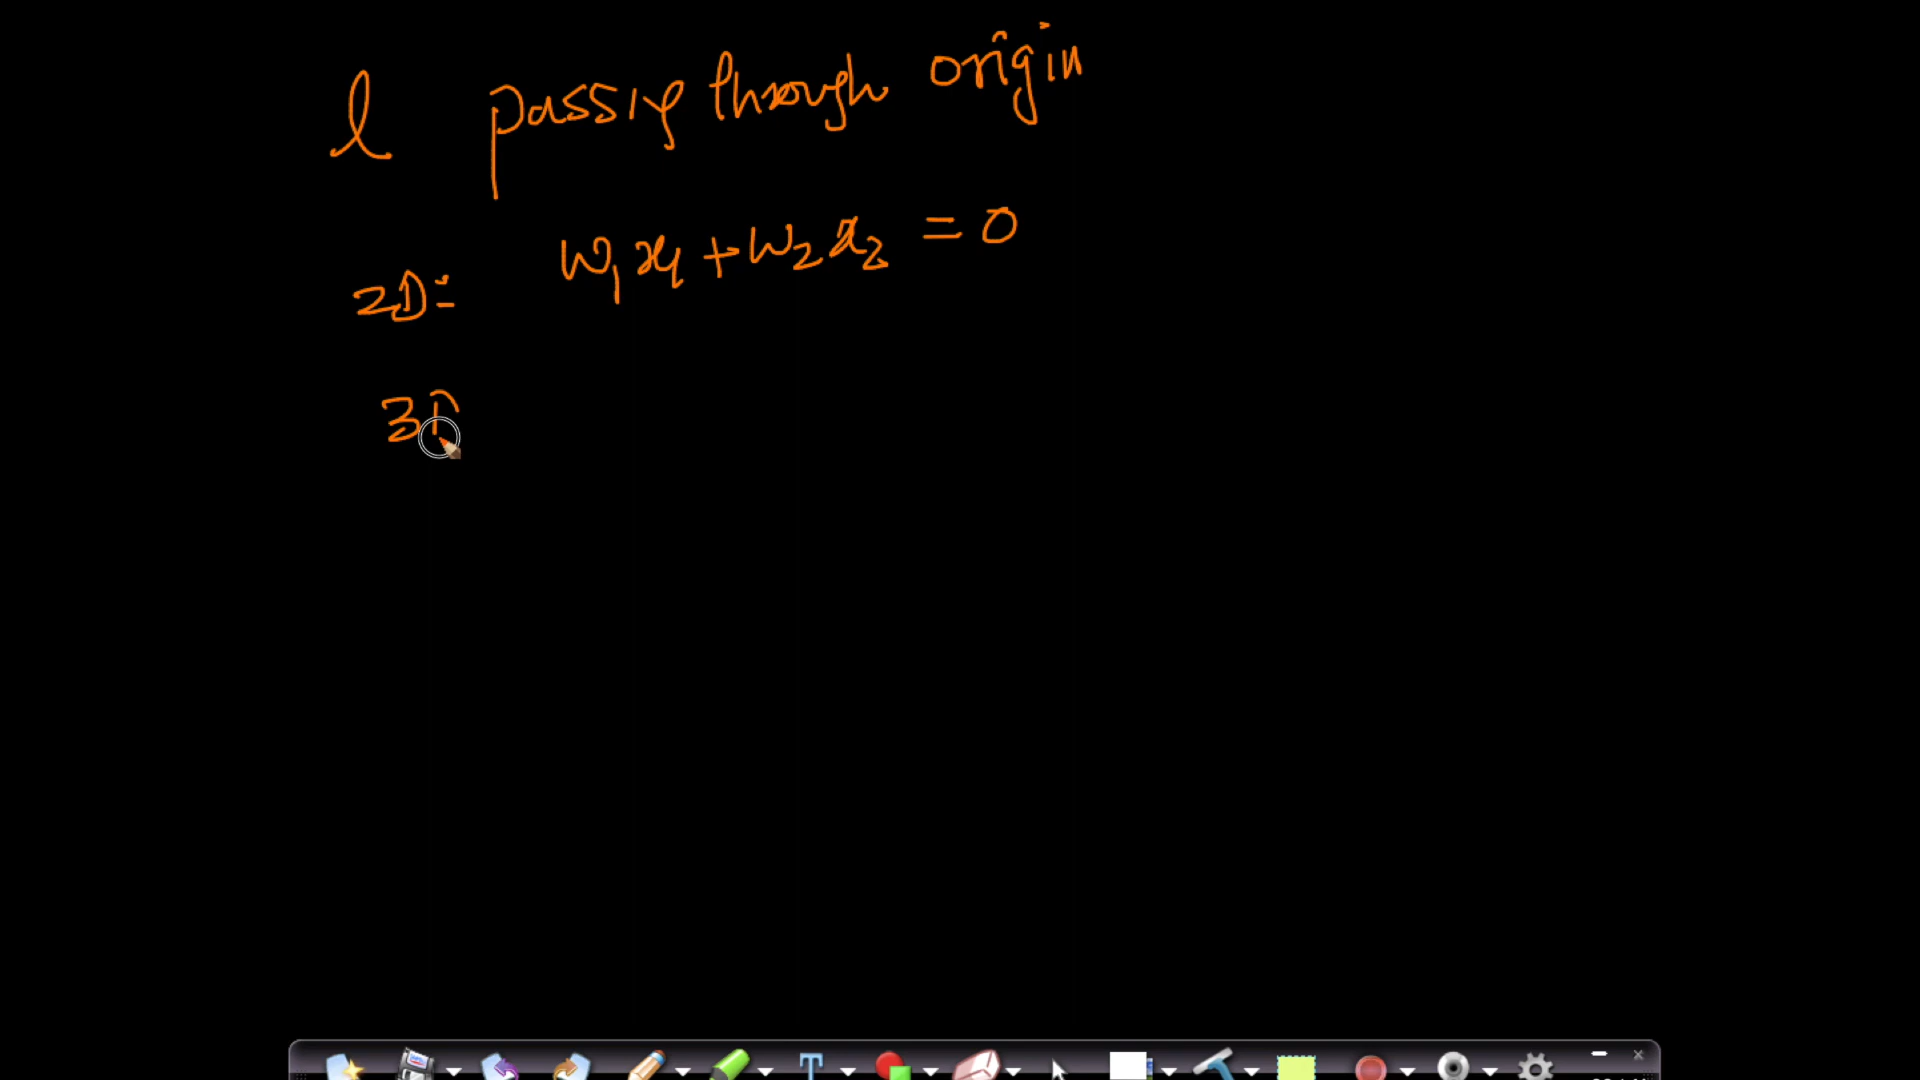 l passing through origin
w₁x₁ + w₂x₂ = 0
2D:
3D